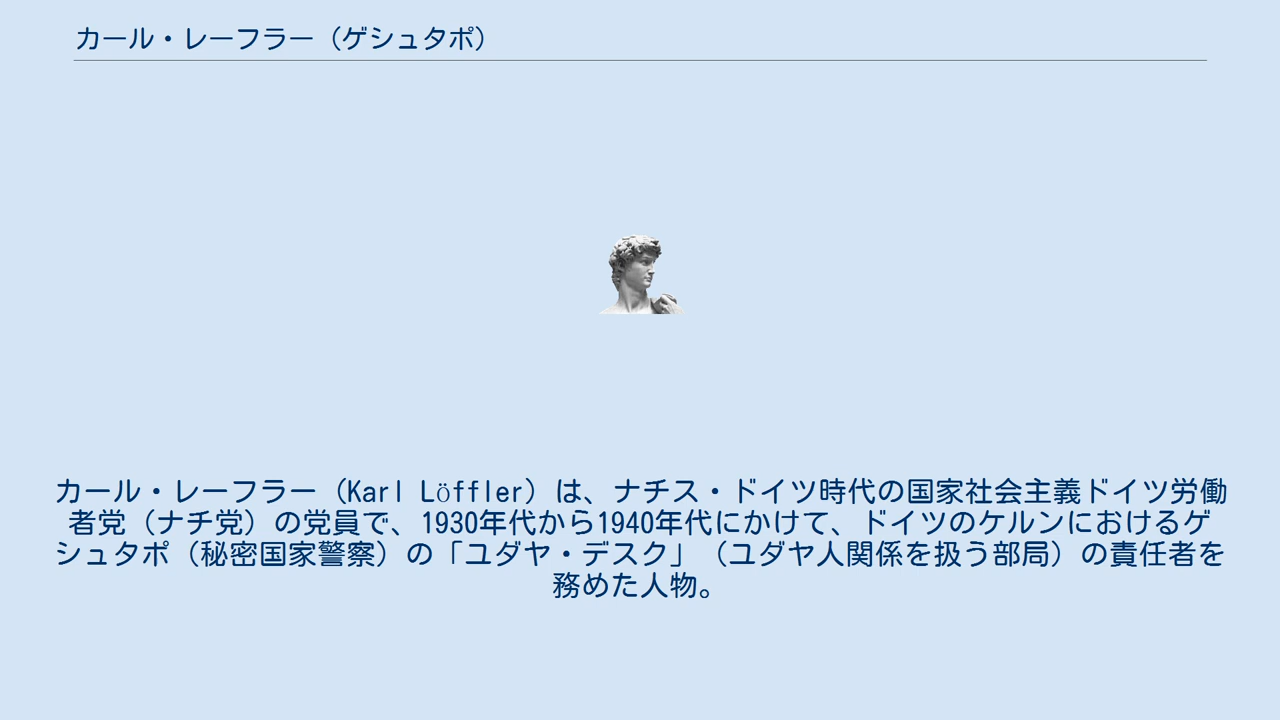 カール・レーフラー（ゲシュタポ）
カール・レーフラー（Karl Löffler）は、ナチス・ドイツ時代の国家社会主義ドイツ労働
者党（ナチ党）の党員で、1930年代から1940年代にかけて、ドイツのケルンにおけるゲ
シュタポ（秘密国家警察）の「ユダヤ・デスク」（ユダヤ人関係を扱う部局）の責任者を
務めた人物。